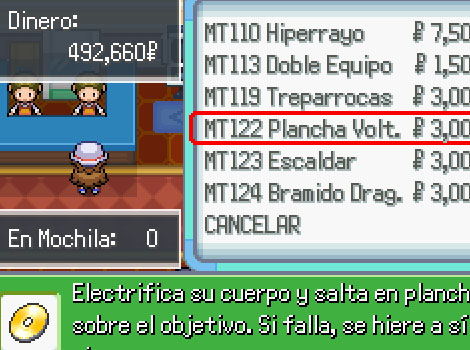 Dinero:
492,660₽
MT110 Hiperrayo ₽ 7,50
MT113 Doble Equipo ₽ 1,50
MT119 Treparrocas ₽ 3,00
MT122 Plancha Volt. ₽ 3,00
MT123 Escaldar ₽ 3,00
MT124 Bramido Drag. ₽ 3,00
CANCELAR
En Mochila: 0
Electrifica su cuerpo y salta en planch
sobre el objetivo. Si falla, se hiere a sí